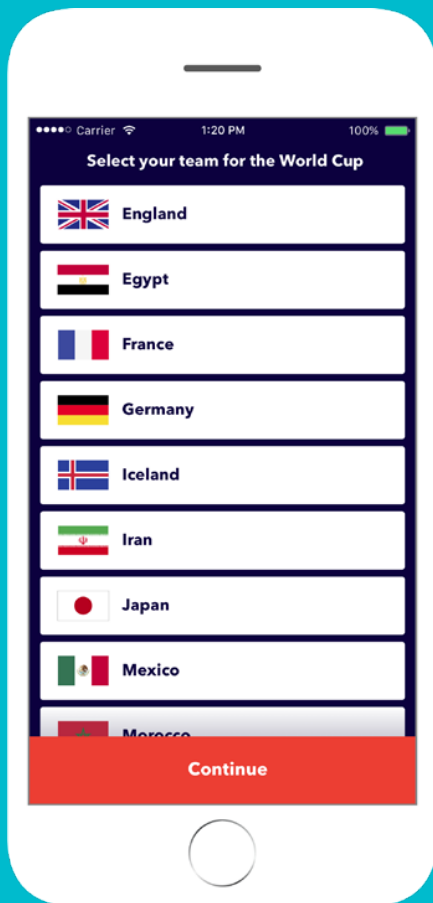 Carrier 1:20 PM 100%
Select your team for the World Cup
England
Egypt
France
Germany
Iceland
Iran
Japan
Mexico
Morocco
Continue